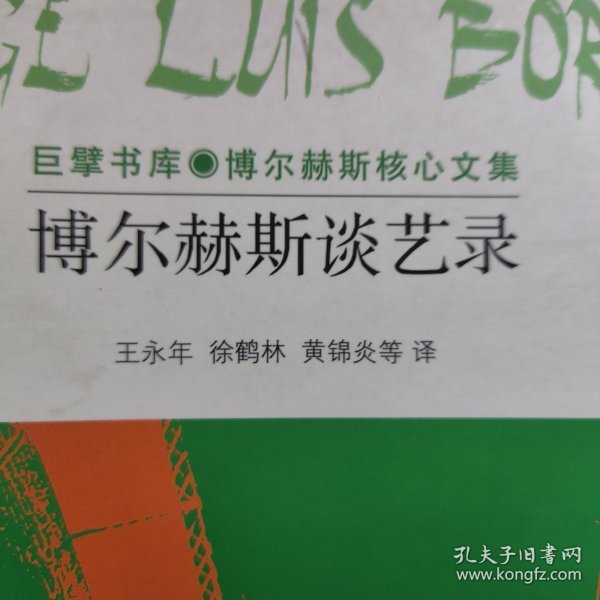 GE LUIS BOR
巨擘书库◉博尔赫斯核心文集
博尔赫斯谈艺录
王永年 徐鹤林 黄锦炎等 译
孔夫子旧书网
www.kongfz.com